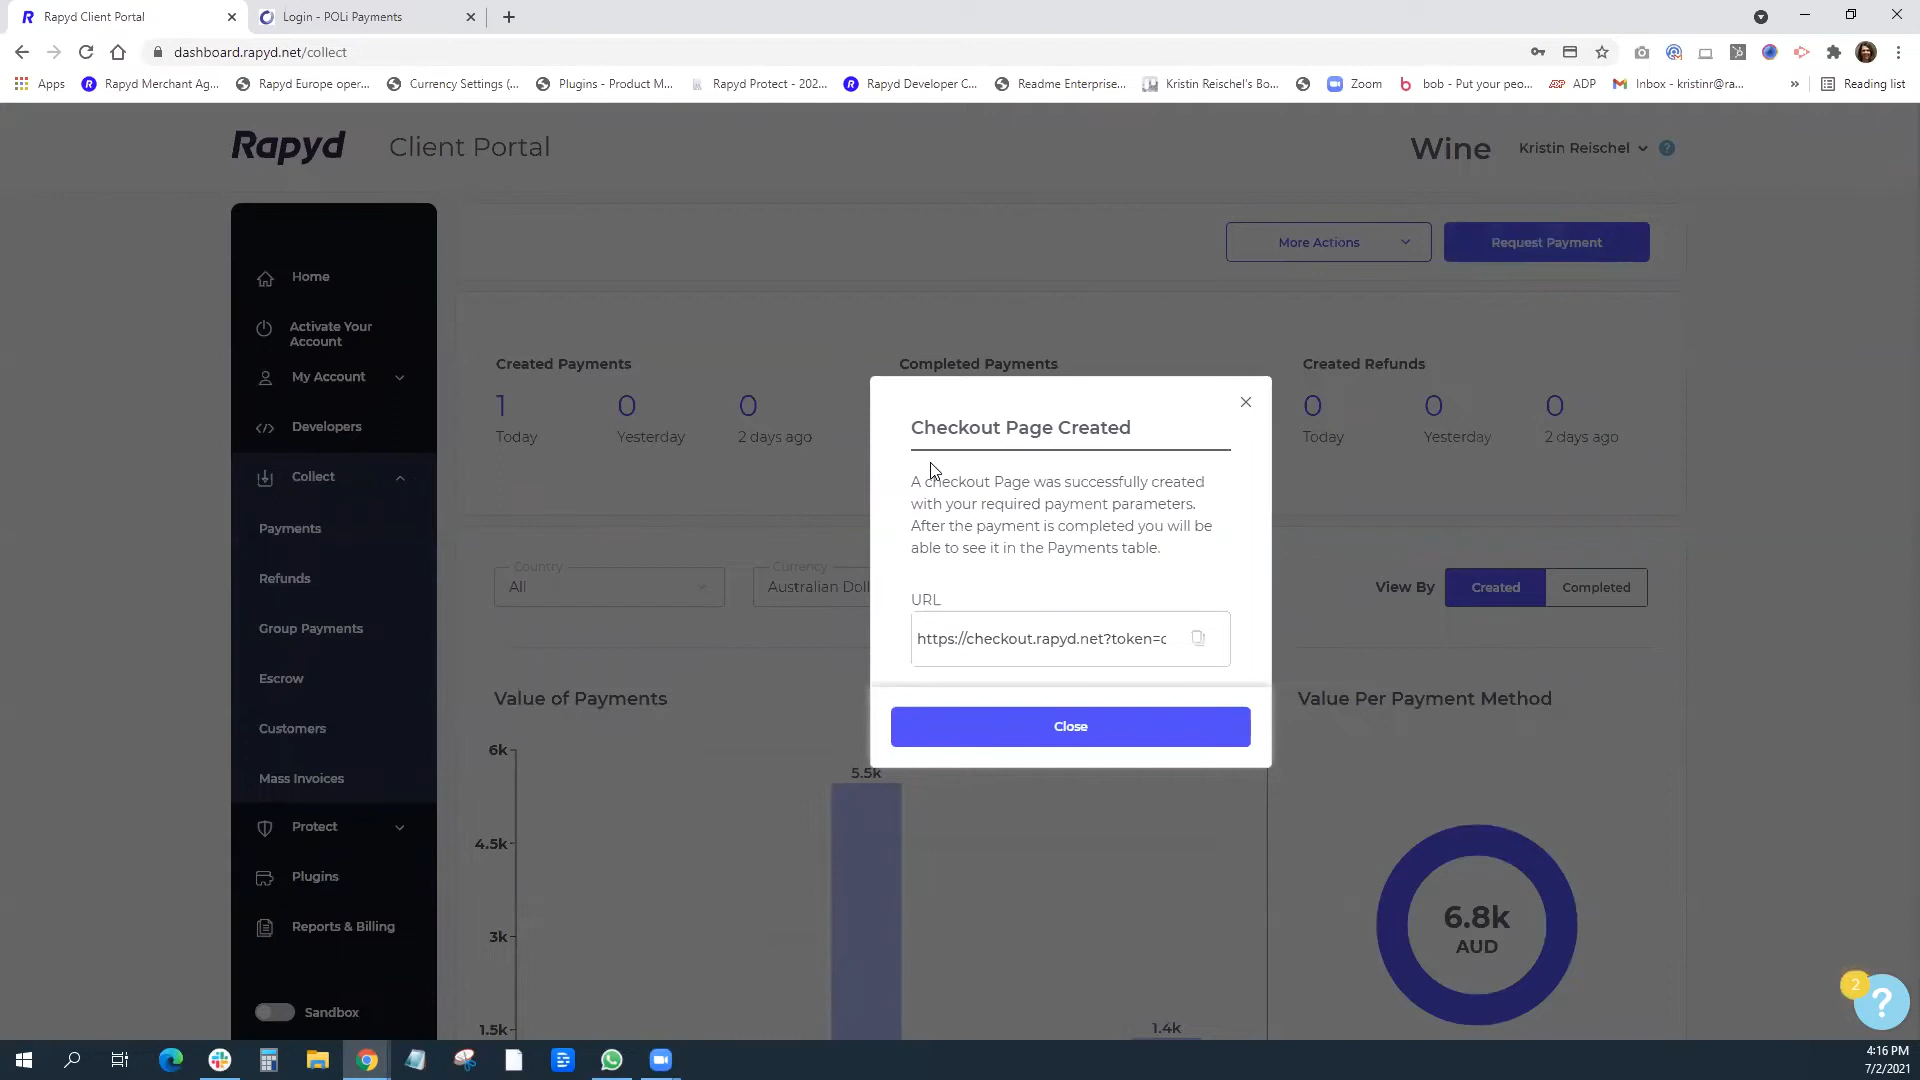 Rapyd Client Portal
Login - POLi Payments
dashboard.rapyd.net/collect
Apps
Rapyd Merchant Ag...
Rapyd Europe oper...
Currency Settings (...
Plugins - Product M...
Rapyd Protect - 202...
Rapyd Developer C...
Readme Enterprise...
Kristin Reischel's Bo...
Zoom
bob - Put your peo...
ADP
Inbox - kristinr@ra...
»
Reading list
Rapyd
Client Portal
Wine
Kristin Reischel
?
Home
Activate Your
Account
My Account
Developers
Collect
Payments
Refunds
Group Payments
Escrow
Customers
Mass Invoices
Protect
Plugins
Reports & Billing
Sandbox
More Actions
Request Payment
Created Payments
1
0
0
Today
Yesterday
2 days ago
Completed Payments
Created Refunds
0
0
0
Today
Yesterday
2 days ago
Country
All
Currency
Australian Doll
View By
Created
Completed
Checkout Page Created
A checkout Page was successfully created
with your required payment parameters.
After the payment is completed you will be
able to see it in the Payments table.
URL
https://checkout.rapyd.net?token=c
Close
Value of Payments
6k
5.5k
4.5k
3k
1.5k
1.4k
Value Per Payment Method
6.8k
AUD
2
?
4:16 PM
7/2/2021